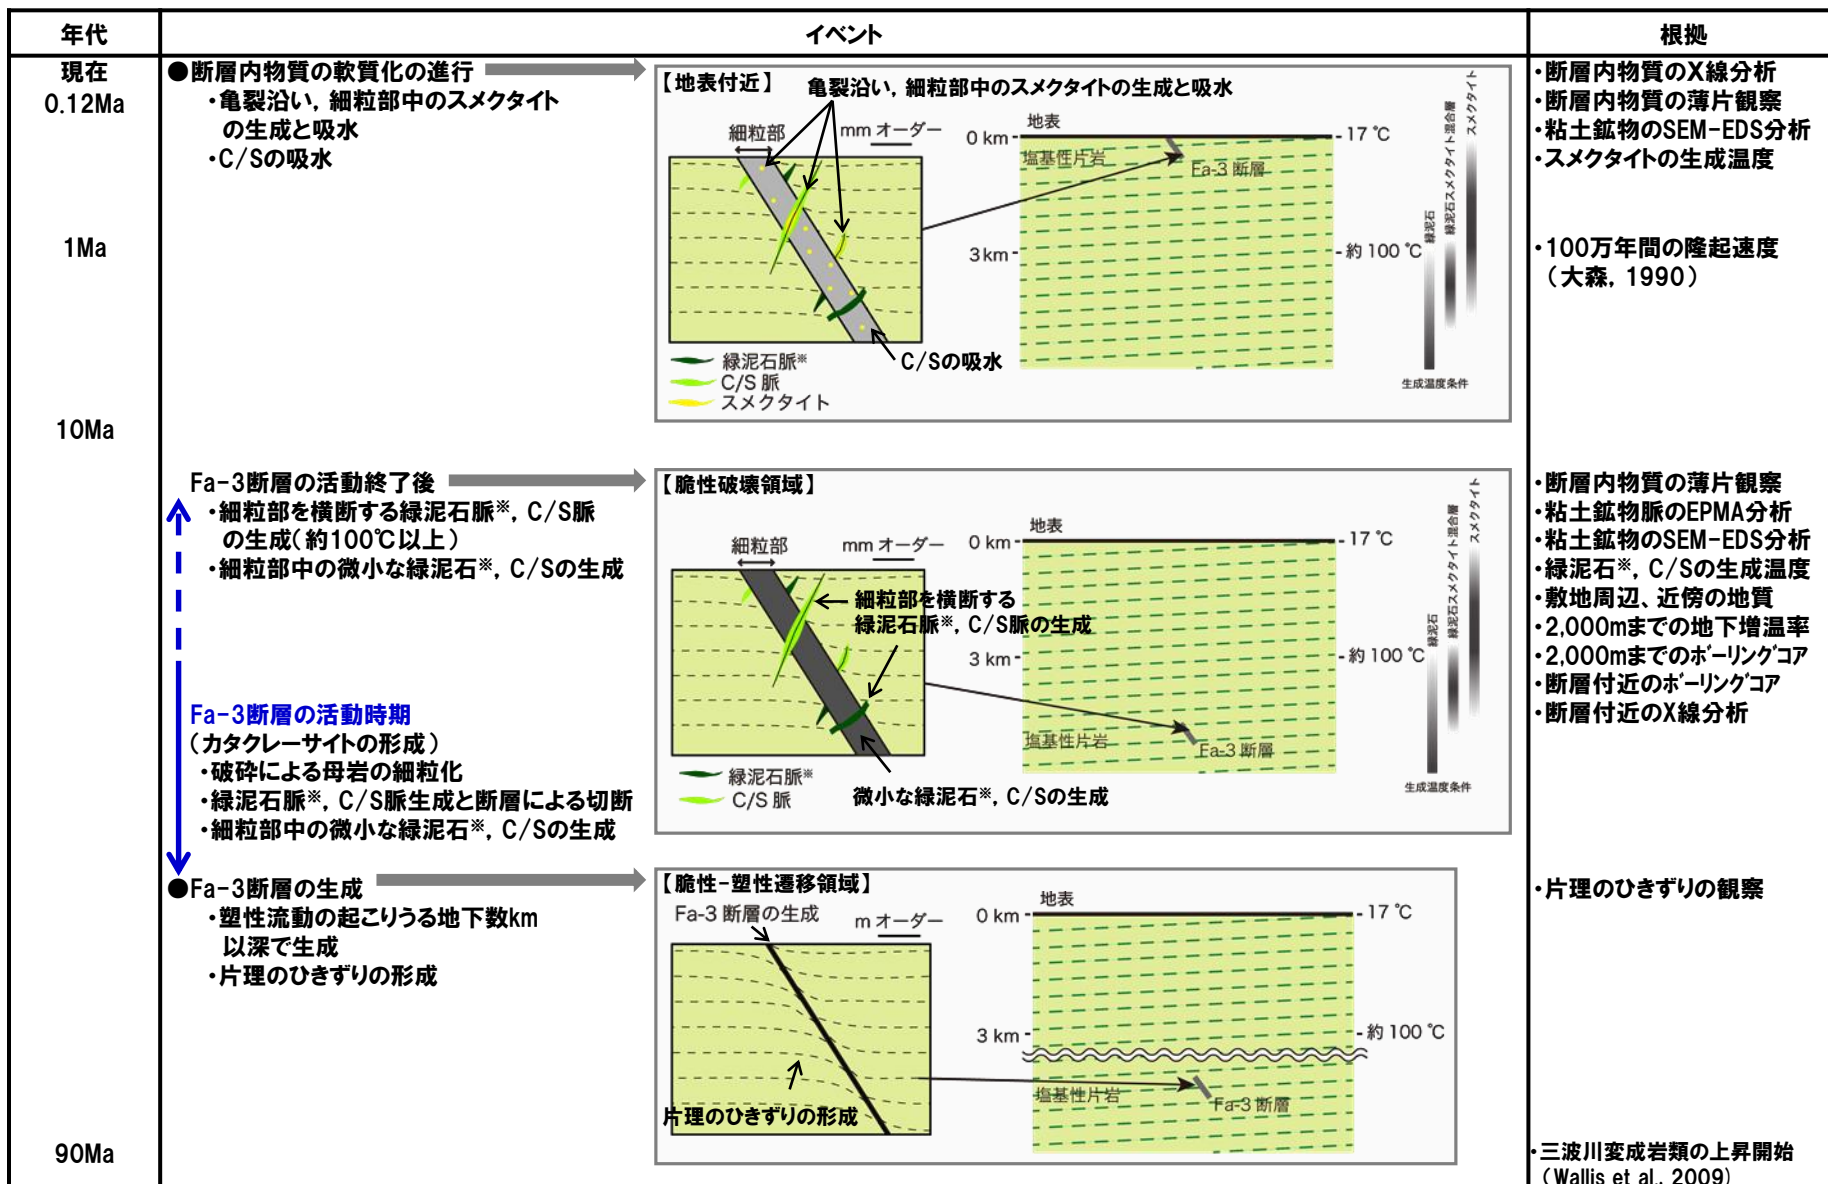 年代
イベント
根拠
現在
0.12Ma
1Ma
10Ma
90Ma
●断層内物質の軟質化の進行
・亀裂沿い，細粒部中のスメクタイト
の生成と吸水
・C/Sの吸水
【地表付近】
亀裂沿い，細粒部中のスメクタイトの生成と吸水
細粒部
mm オーダー
C/Sの吸水
緑泥石脈※
C/S 脈
スメクタイト
地表
0 km
17 ℃
塩基性片岩
Fa-3 断層
3km
約 100 ℃
緑泥石
緑泥石スメクタイト混合層
スメクタイト
生成温度条件
・断層内物質のX線分析
・断層内物質の薄片観察
・粘土鉱物のSEM-EDS分析
・スメクタイトの生成温度
・100万年間の隆起速度
（大森，1990）
Fa-3断層の活動終了後
・細粒部を横断する緑泥石脈※，C/S脈
の生成（約100℃以上）
・細粒部中の微小な緑泥石※，C/Sの生成
Fa-3断層の活動時期
（カタクレーサイトの形成）
・破砕による母岩の細粒化
・緑泥石脈※，C/S脈生成と断層による切断
・細粒部中の微小な緑泥石※，C/Sの生成
【脆性破壊領域】
細粒部
mm オーダー
細粒部を横断する
緑泥石脈※，C/S脈の生成
微小な緑泥石※，C/Sの生成
緑泥石脈※
C/S 脈
地表
0 km
17 ℃
3 km
約 100 ℃
塩基性片岩
Fa-3 断層
緑泥石
緑泥石スメクタイト混合層
スメクタイト
生成温度条件
・断層内物質の薄片観察
・粘土鉱物脈のEPMA分析
・粘土鉱物のSEM-EDS分析
・緑泥石※，C/Sの生成温度
・敷地周辺、近傍の地質
・2,000mまでの地下増温率
・2,000mまでのボーリングコア
・断層付近のボーリングコア
・断層付近のX線分析
●Fa-3断層の生成
・塑性流動の起こりうる地下数km
以深で生成
・片理のひきずりの形成
【脆性-塑性遷移領域】
Fa-3 断層の生成
m オーダー
片理のひきずりの形成
地表
0 km
17 ℃
3 km
約 100 ℃
塩基性片岩
Fa-3 断層
・片理のひきずりの観察
・三波川変成岩類の上昇開始
（Wallis et al., 2009）